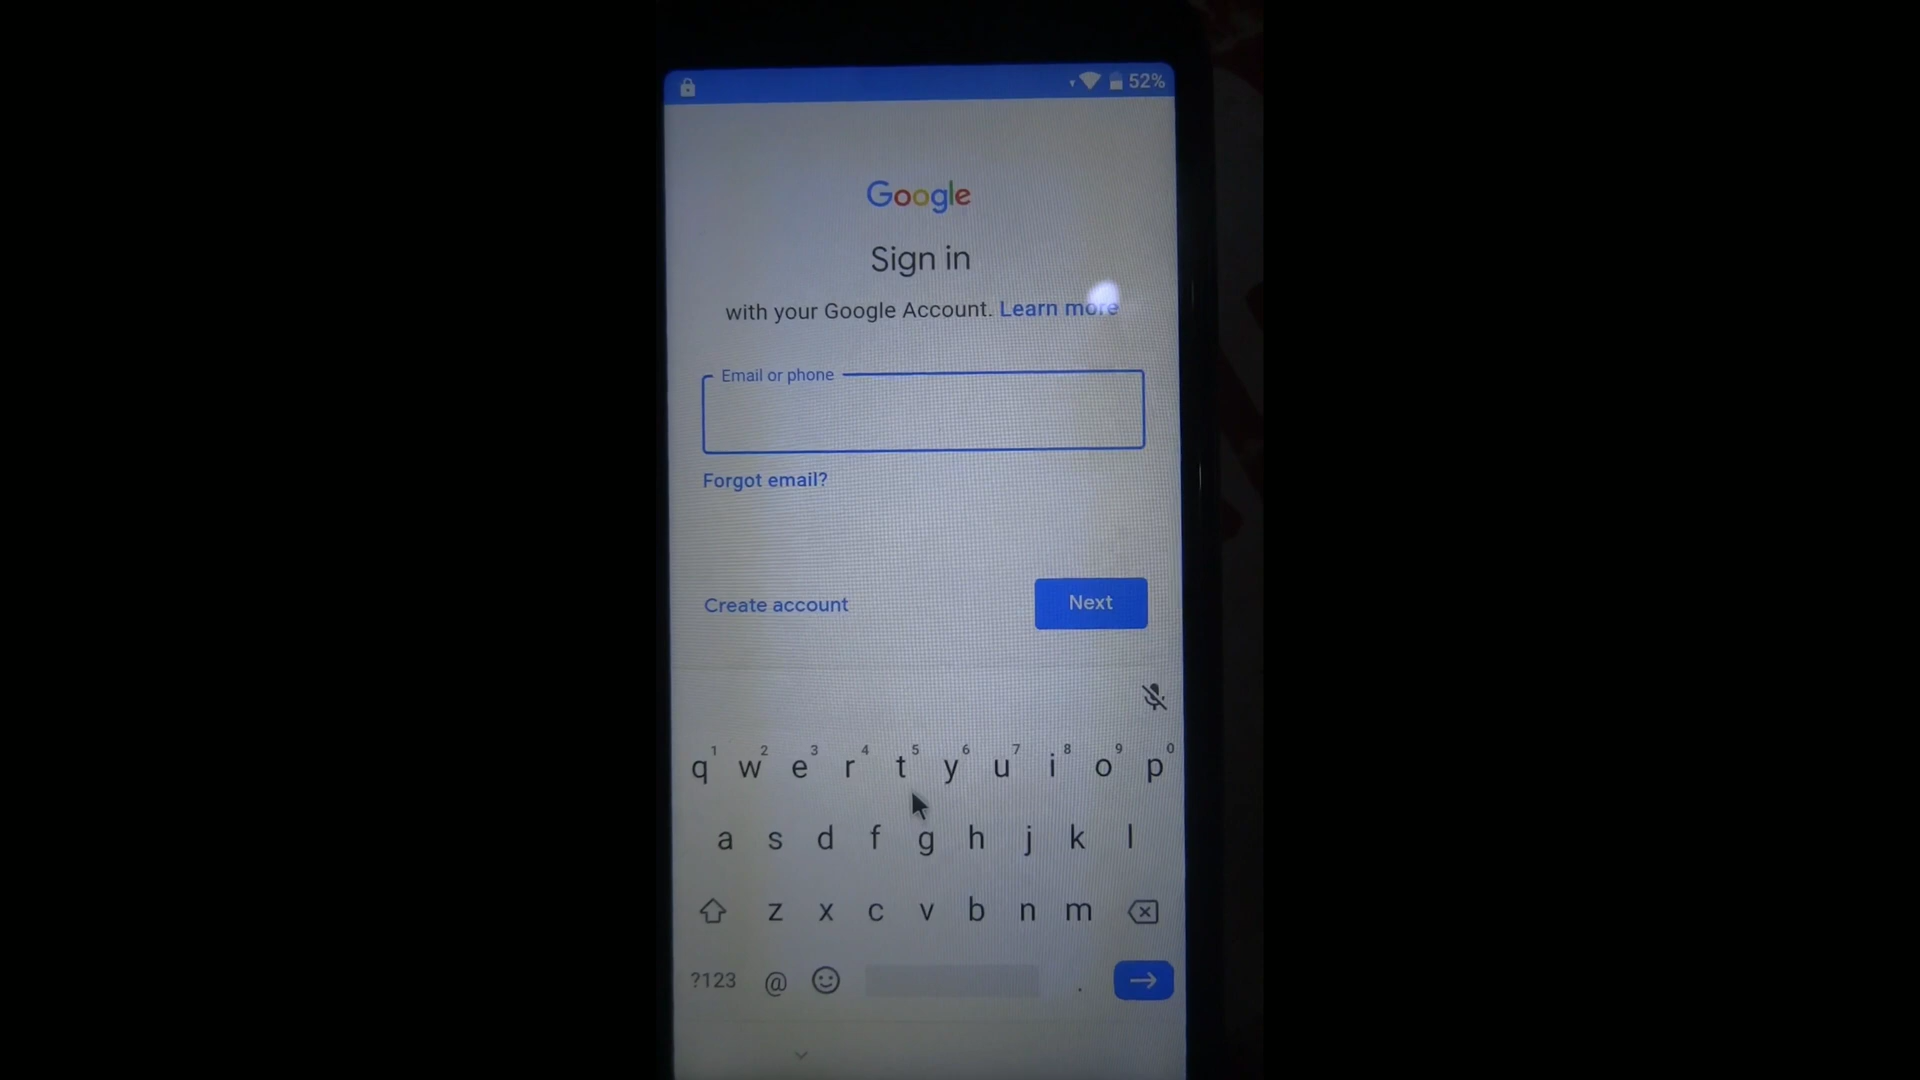 52%
Google
Sign in
with your Google Account. Learn more
Email or phone
Forgot email?
Create account
Next
1 2 3 4 5 6 7 8 9 0
q w e r t y u i o p
a s d f g h j k l
z x c v b n m
?123 @ .